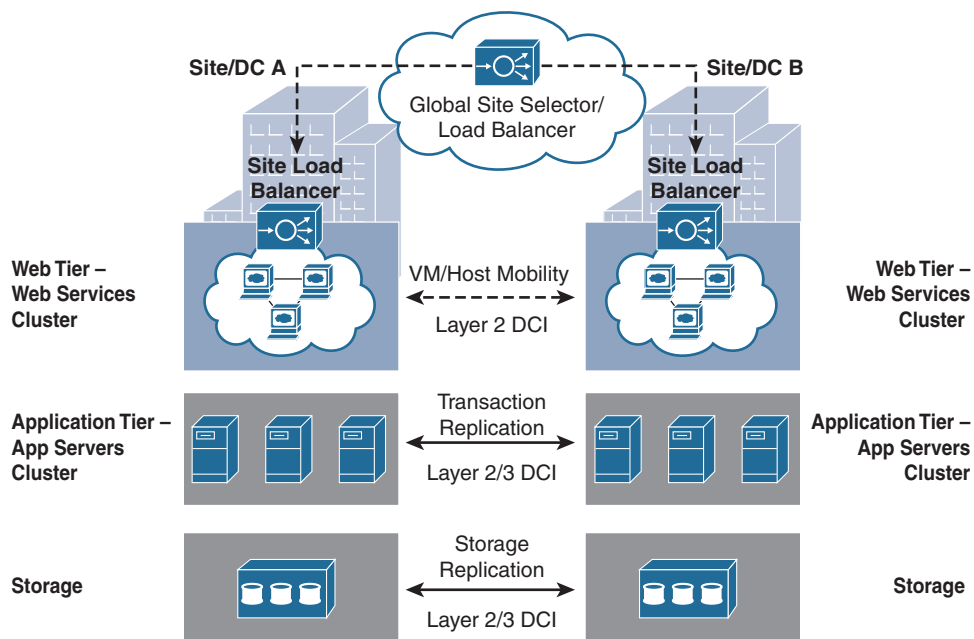 Site/DC A
Site/DC B
Global Site Selector/
Load Balancer
Site Load
Balancer
Site Load
Balancer
Web Tier –
Web Services
Cluster
VM/Host Mobility
Layer 2 DCI
Web Tier –
Web Services
Cluster
Application Tier –
App Servers
Cluster
Transaction
Replication
Layer 2/3 DCI
Application Tier –
App Servers
Cluster
Storage
Storage
Replication
Layer 2/3 DCI
Storage